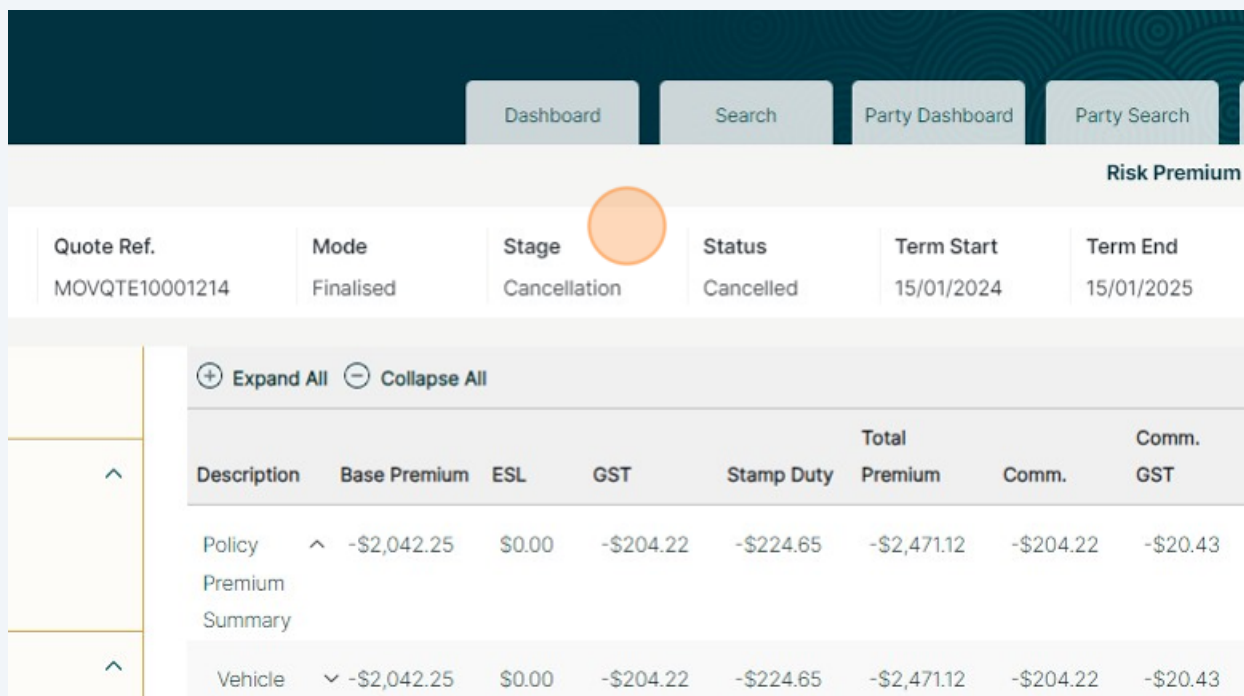 Dashboard Search Party Dashboard Party Search
Risk Premium
Quote Ref. Mode Stage Status Term Start Term End
MOVQTE10001214 Finalised Cancellation Cancelled 15/01/2024 15/01/2025
Expand All Collapse All
Total Comm.
Description Base Premium ESL GST Stamp Duty Premium Comm. GST
Policy -$2,042.25 $0.00 -$204.22 -$224.65 -$2,471.12 -$204.22 -$20.43
Premium
Summary
Vehicle -$2,042.25 $0.00 -$204.22 -$224.65 -$2,471.12 -$204.22 -$20.43